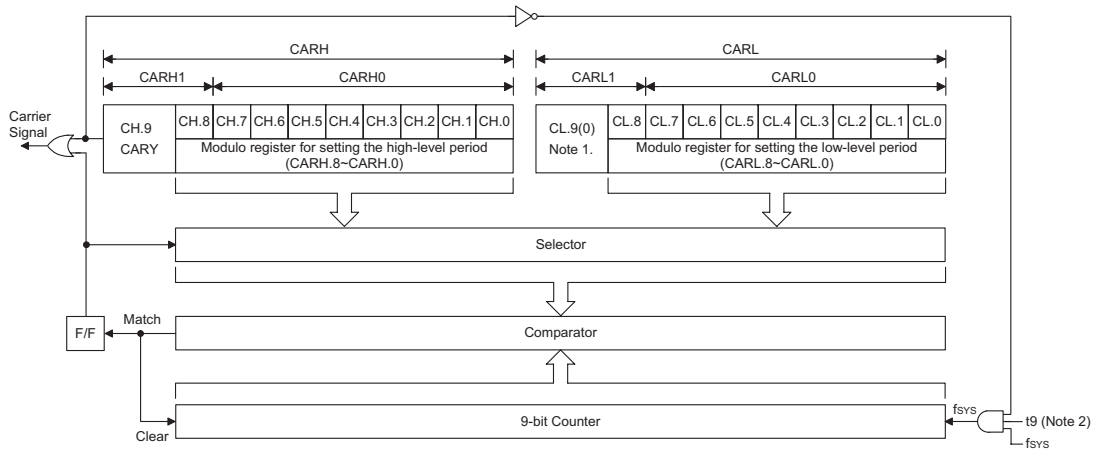 CARH
CARL
CARH1
CARH0
CARL1
CARL0
Carrier
Signal
CH.9
CARY
CH.8 CH.7 CH.6 CH.5 CH.4 CH.3 CH.2 CH.1 CH.0
Modulo register for setting the high-level period
(CARH.8~CARH.0)
CL.9(0)
Note 1.
CL.8 CL.7 CL.6 CL.5 CL.4 CL.3 CL.2 CL.1 CL.0
Modulo register for setting the low-level period
(CARL.8~CARL.0)
Selector
F/F
Match
Comparator
Clear
9-bit Counter
fSYS
t9 (Note 2)
fSYS